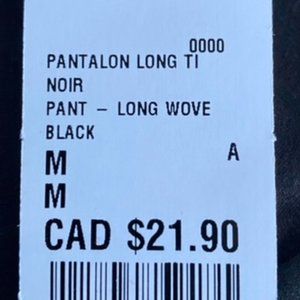 0000
PANTALON LONG TI
NOIR
PANT – LONG WOVE
BLACK
M A
M
CAD $21.90